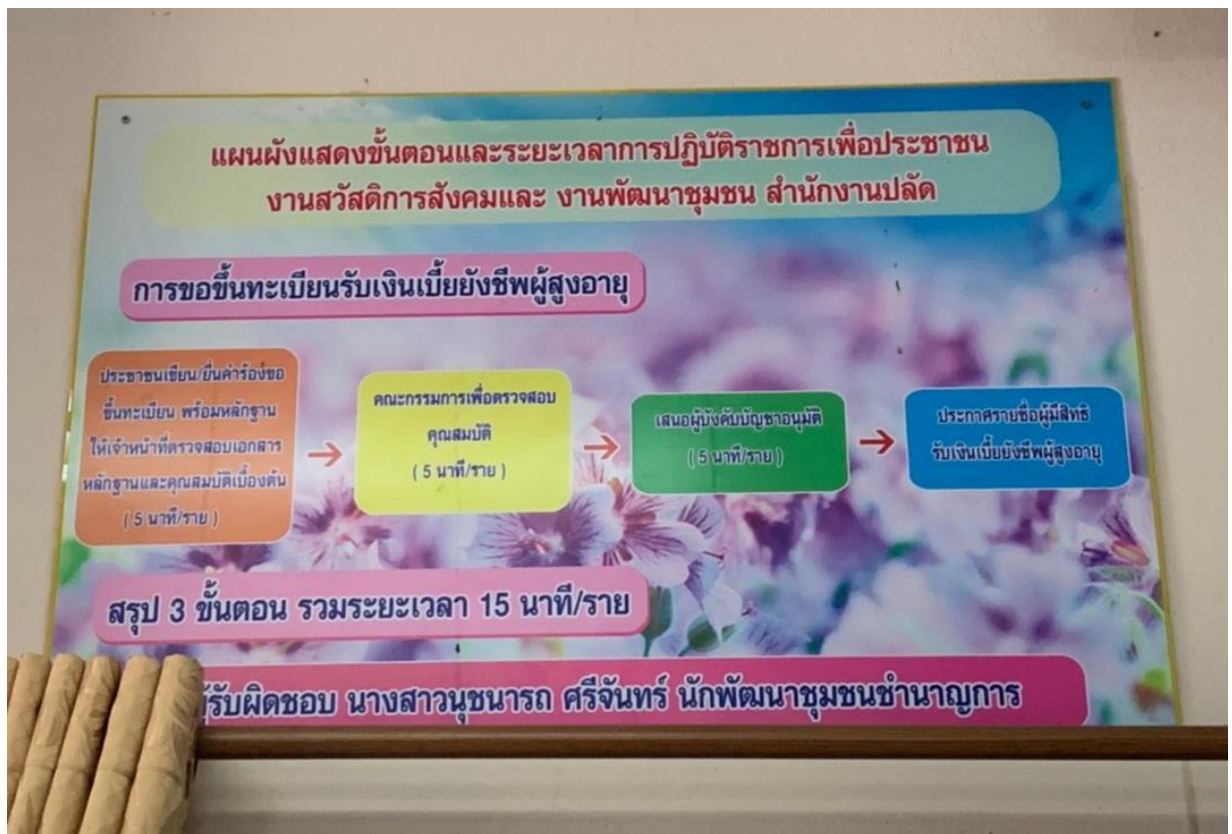 แผนผังแสดงขั้นตอนและระยะเวลาการปฏิบัติราชการเพื่อประชาชน
งานสวัสดิการสังคมและ งานพัฒนาชุมชน สำนักงานปลัด
การขอขึ้นทะเบียนรับเงินเบี้ยยังชีพผู้สูงอายุ
ประชาชนเขียน/ยื่นคำร้องขอ
ขึ้นทะเบียน พร้อมหลักฐาน
ให้เจ้าหน้าที่ตรวจสอบเอกสาร
หลักฐานและคุณสมบัติเบื้องต้น
( 5 นาที/ราย )
คณะกรรมการเพื่อตรวจสอบ
คุณสมบัติ
( 5 นาที/ราย )
เสนอผู้บังคับบัญชาอนุมัติ
( 5 นาที/ราย )
ประกาศรายชื่อผู้มีสิทธิ
รับเงินเบี้ยยังชีพผู้สูงอายุ
สรุป 3 ขั้นตอน รวมระยะเวลา 15 นาที/ราย
ผู้รับผิดชอบ นางสาวนุชนารถ ศรีจันทร์ นักพัฒนาชุมชนชำนาญการ